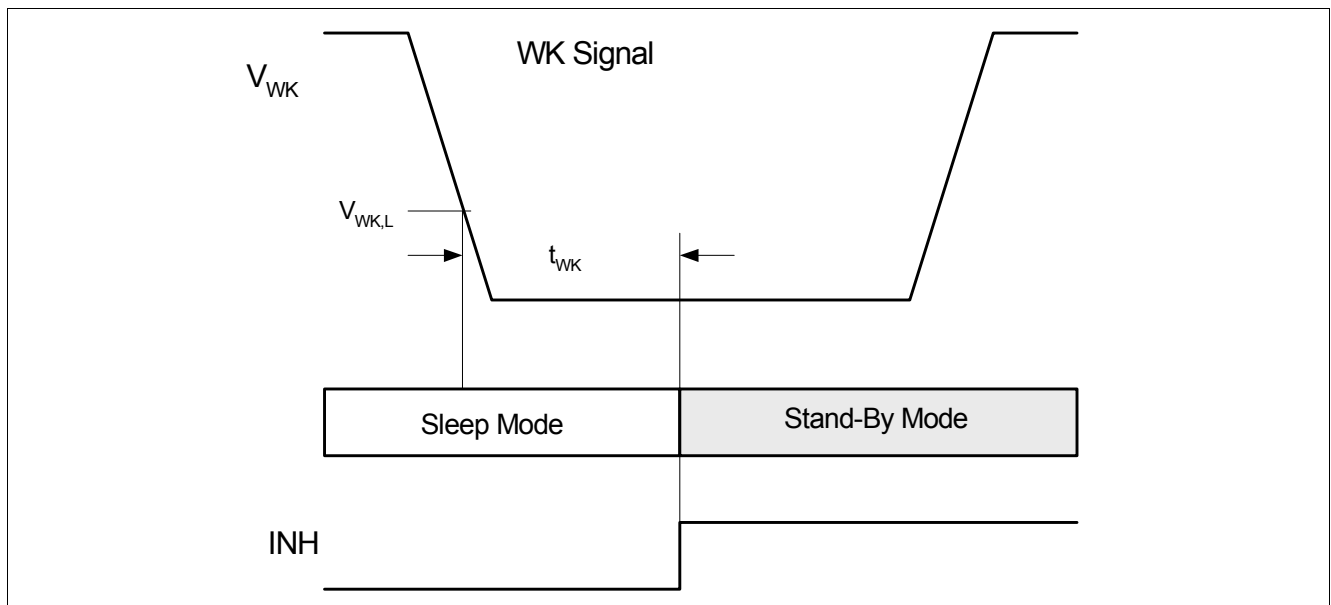 WK Signal
V_WK
V_WK,L
t_WK
Sleep Mode
Stand-By Mode
INH